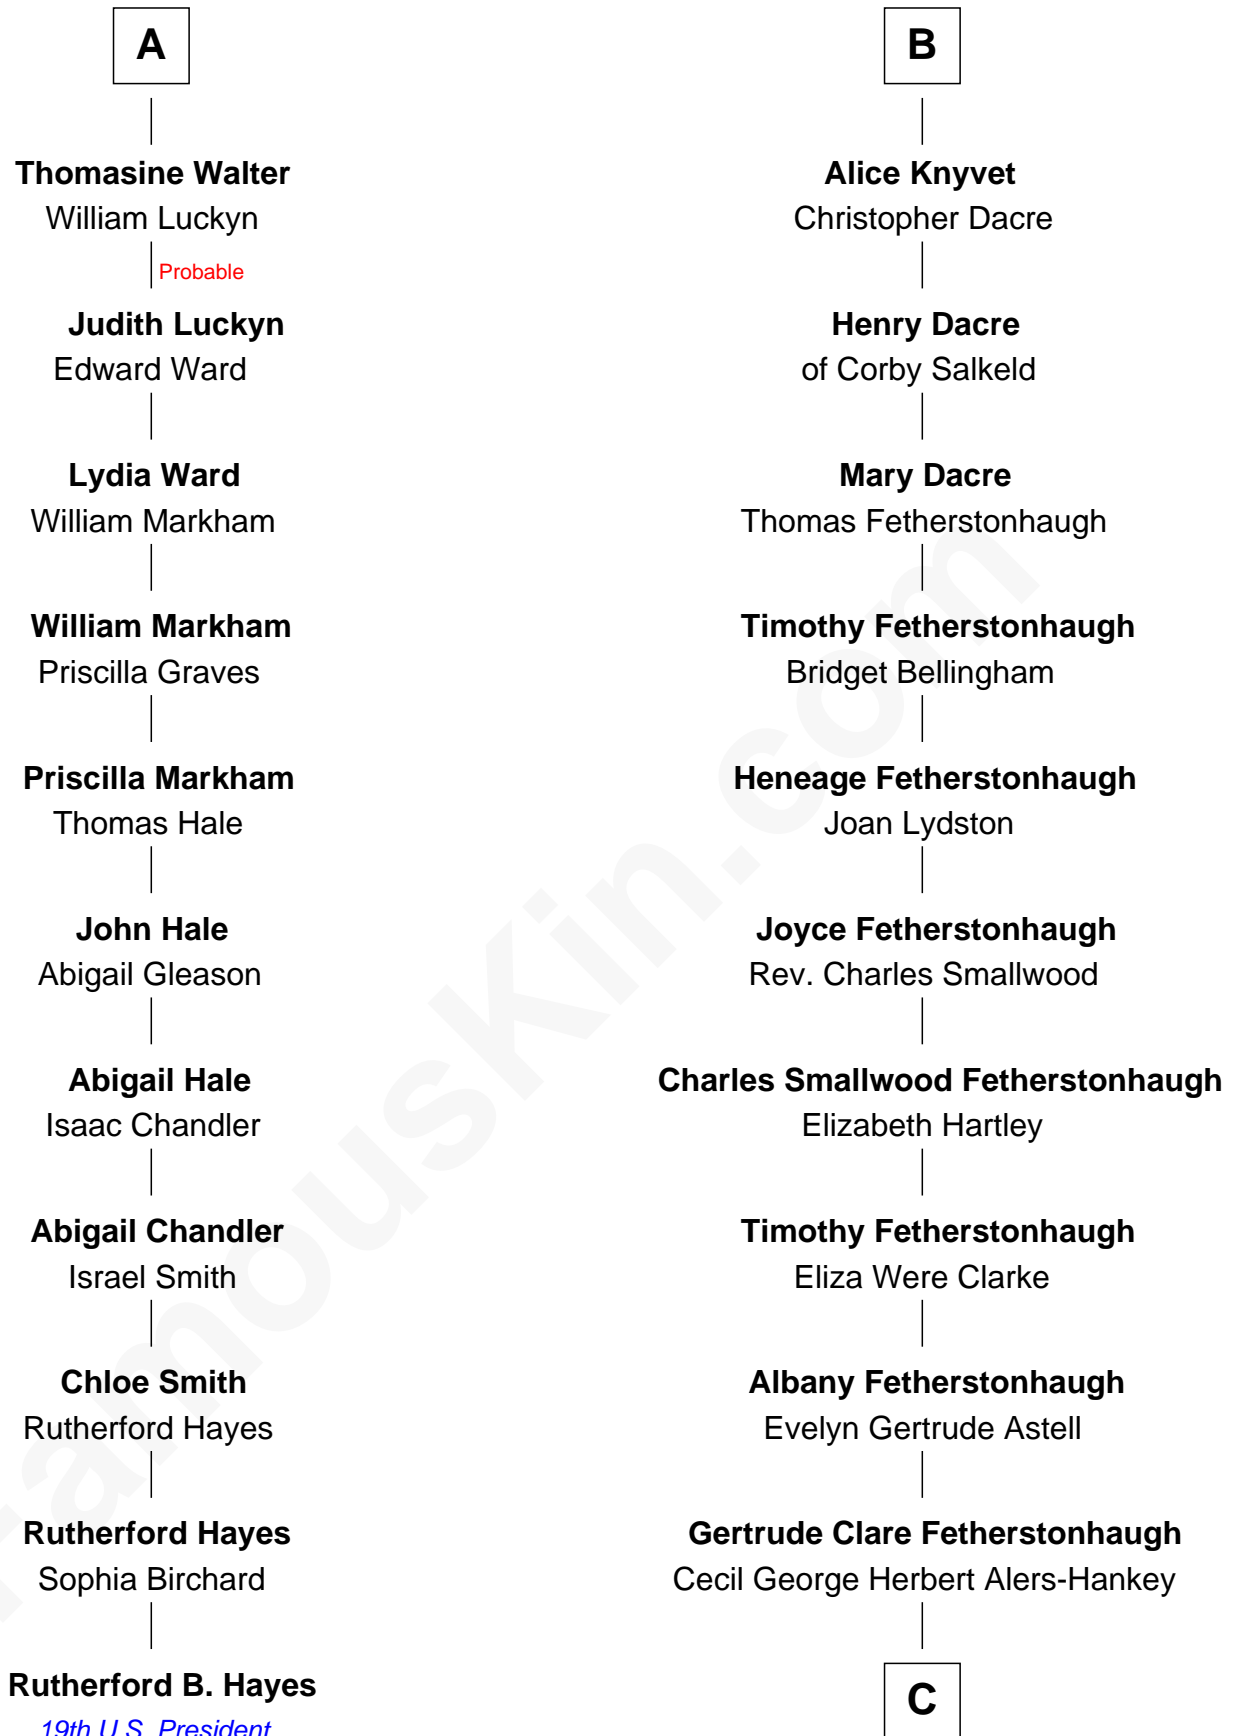 A
Thomasine Walter
William Luckyn
Probable
Judith Luckyn
Edward Ward
Lydia Ward
William Markham
William Markham
Priscilla Graves
Priscilla Markham
Thomas Hale
John Hale
Abigail Gleason
Abigail Hale
Isaac Chandler
Abigail Chandler
Israel Smith
Chloe Smith
Rutherford Hayes
Rutherford Hayes
Sophia Birchard
Rutherford B. Hayes
19th U.S. President
B
Alice Knyvet
Christopher Dacre
Henry Dacre
of Corby Salkeld
Mary Dacre
Thomas Fetherstonhaugh
Timothy Fetherstonhaugh
Bridget Bellingham
Heneage Fetherstonhaugh
Joan Lydston
Joyce Fetherstonhaugh
Rev. Charles Smallwood
Charles Smallwood Fetherstonhaugh
Elizabeth Hartley
Timothy Fetherstonhaugh
Eliza Were Clarke
Albany Fetherstonhaugh
Evelyn Gertrude Astell
Gertrude Clare Fetherstonhaugh
Cecil George Herbert Alers-Hankey
C
FamousKin.com